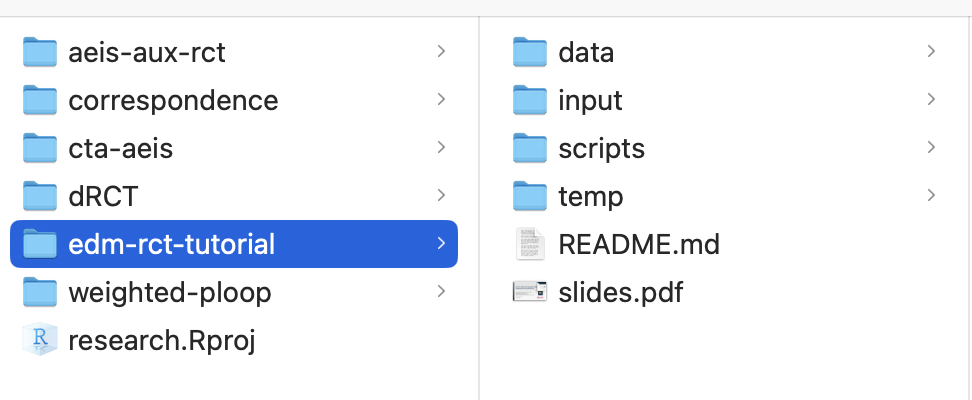 aeis-aux-rct
correspondence
cta-aeis
dRCT
edm-rct-tutorial
weighted-ploop
R
research.Rproj
data
input
scripts
temp
README.md
slides.pdf